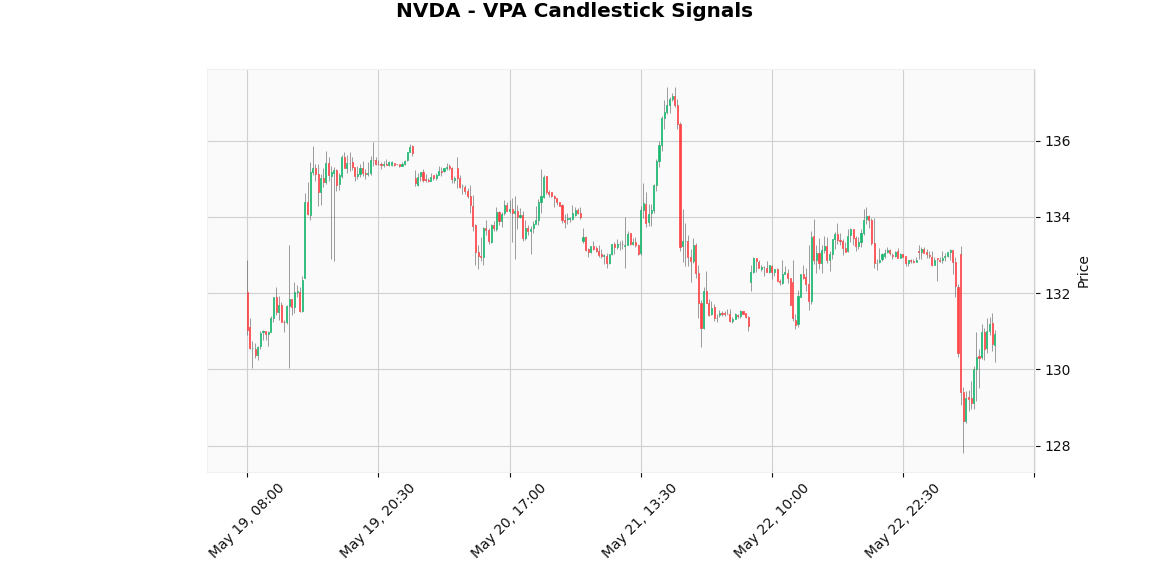 NVDA - VPA Candlestick Signals
136
134
132
130
128
Price
May 19, 08:00
May 19, 20:30
May 20, 17:00
May 21, 13:30
May 22, 10:00
May 22, 22:30